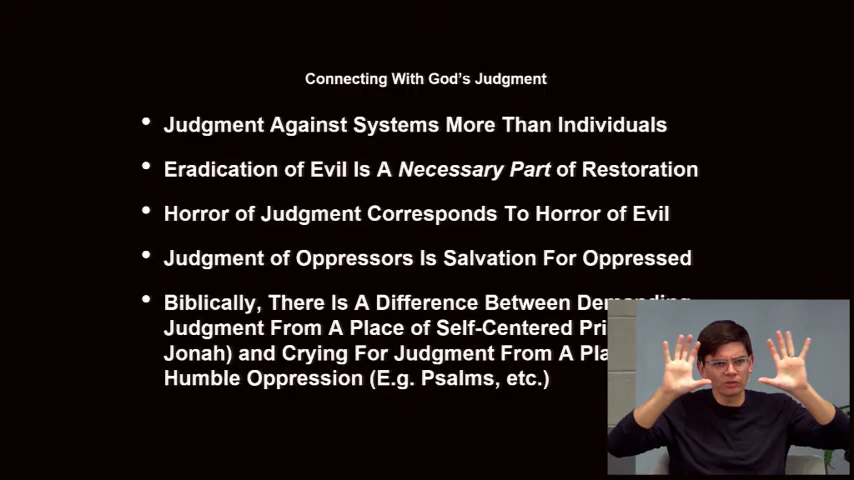 Connecting With God's Judgment
• Judgment Against Systems More Than Individuals
• Eradication of Evil Is A Necessary Part of Restoration
• Horror of Judgment Corresponds To Horror of Evil
• Judgment of Oppressors Is Salvation For Oppressed
• Biblically, There Is A Difference Between Demanding
Judgment From A Place of Self-Centered
Jonah) and Crying For Judgment From A
Humble Oppression (E.g. Psalms, etc.)